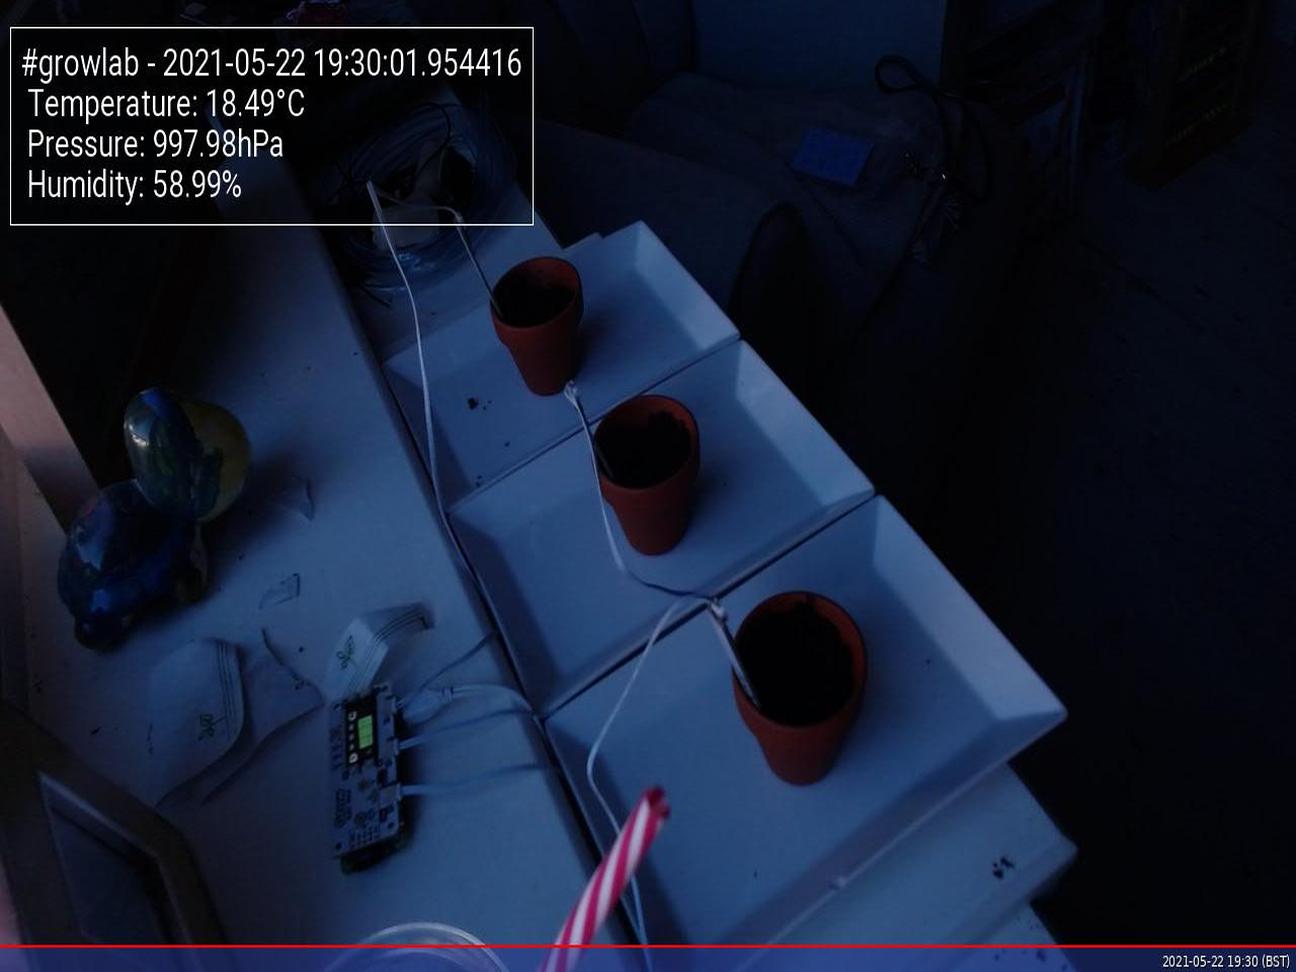 #growlab - 2021-05-22 19:30:01.954416
Temperature: 18.49°C
Pressure: 997.98hPa
Humidity: 58.99%
2021-05-22 19:30 (BST)